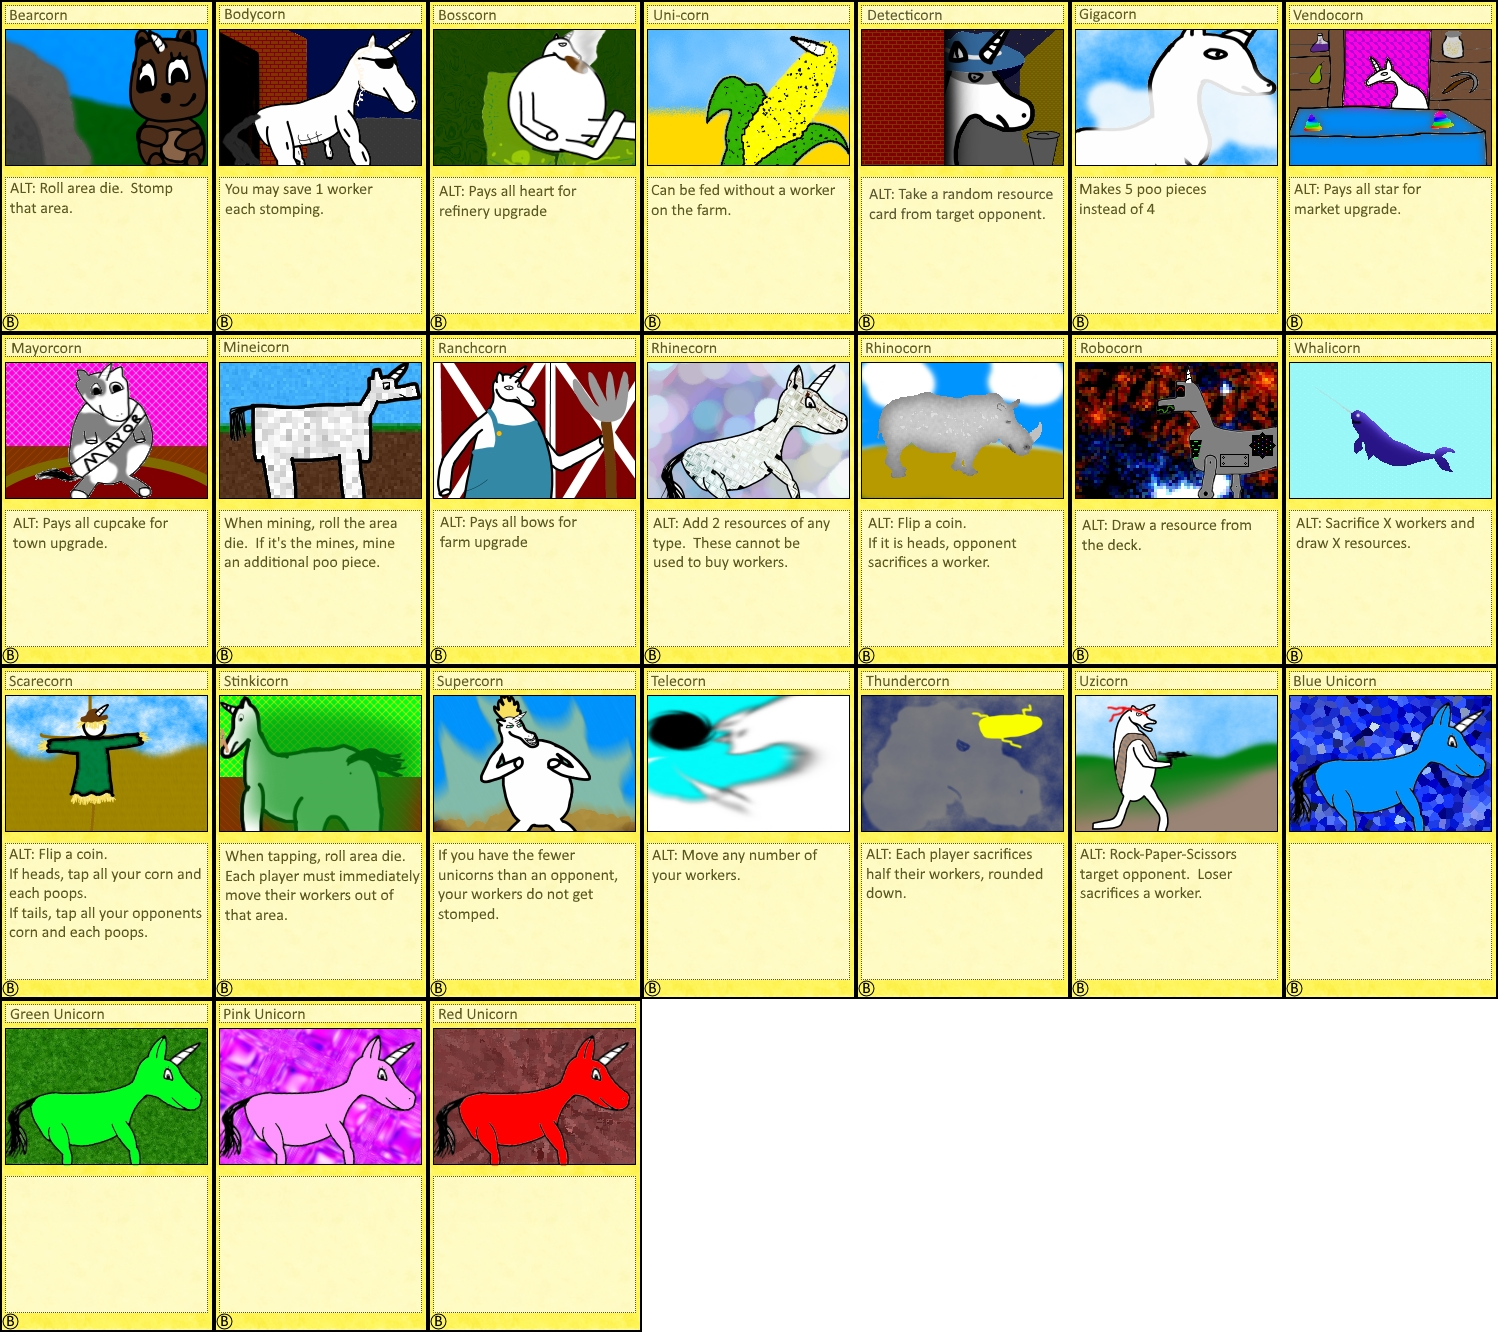 Bearcorn
ALT: Roll area die.  Stomp
that area.
B
Bodycorn
You may save 1 worker
each stomping.
B
Bosscorn
ALT: Pays all heart for
refinery upgrade
B
Uni-corn
Can be fed without a worker
on the farm.
B
Detecticorn
ALT: Take a random resource
card from target opponent.
B
Gigacorn
Makes 5 poo pieces
instead of 4
B
Vendocorn
ALT: Pays all star for
market upgrade.
B
Mayorcorn
MAYOR
ALT: Pays all cupcake for
town upgrade.
B
Mineicorn
When mining, roll the area
die.  If it's the mines, mine
an additional poo piece.
B
Ranchcorn
ALT: Pays all bows for
farm upgrade
B
Rhinecorn
ALT: Add 2 resources of any
type.  These cannot be
used to buy workers.
B
Rhinocorn
ALT: Flip a coin.
If it is heads, opponent
sacrifices a worker.
B
Robocorn
ALT: Draw a resource from
the deck.
B
Whalicorn
ALT: Sacrifice X workers and
draw X resources.
B
Scarecorn
ALT: Flip a coin.
If heads, tap all your corn and
each poops.
If tails, tap all your opponents
corn and each poops.
B
Stinkicorn
When tapping, roll area die.
Each player must immediately
move their workers out of
that area.
B
Supercorn
If you have the fewer
unicorns than an opponent,
your workers do not get
stomped.
B
Telecorn
ALT: Move any number of
your workers.
B
Thundercorn
ALT: Each player sacrifices
half their workers, rounded
down.
B
Uzicorn
ALT: Rock-Paper-Scissors
target opponent.  Loser
sacrifices a worker.
B
Blue Unicorn
B
Green Unicorn
B
Pink Unicorn
B
Red Unicorn
B